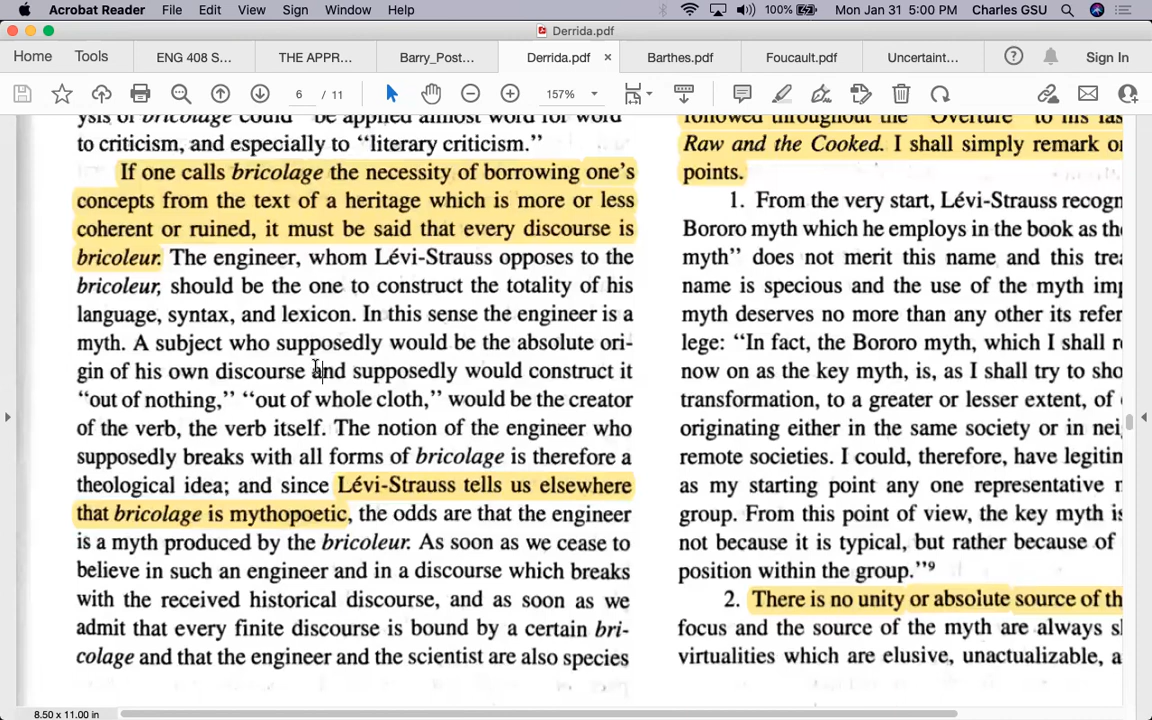 Acrobat Reader File Edit View Sign Window Help 100% Mon Jan 31 5:00 PM Charles GSU
Derrida.pdf
Home Tools ENG 408 S... THE APPR... Barry_Post... Derrida.pdf × Barthes.pdf Foucault.pdf Uncertaint... Sign In
6 / 11 157%
ysis of bricolage could "be applied almost word for word
to criticism, and especially to "literary criticism."
If one calls bricolage the necessity of borrowing one's
concepts from the text of a heritage which is more or less
coherent or ruined, it must be said that every discourse is
bricoleur. The engineer, whom Lévi-Strauss opposes to the
bricoleur, should be the one to construct the totality of his
language, syntax, and lexicon. In this sense the engineer is a
myth. A subject who supposedly would be the absolute ori-
gin of his own discourse and supposedly would construct it
"out of nothing," "out of whole cloth," would be the creator
of the verb, the verb itself. The notion of the engineer who
supposedly breaks with all forms of bricolage is therefore a
theological idea; and since Lévi-Strauss tells us elsewhere
that bricolage is mythopoetic, the odds are that the engineer
is a myth produced by the bricoleur. As soon as we cease to
believe in such an engineer and in a discourse which breaks
with the received historical discourse, and as soon as we
admit that every finite discourse is bound by a certain bri-
colage and that the engineer and the scientist are also species
followed throughout the "Overture" to his las
Raw and the Cooked. I shall simply remark o
points.
1. From the very start, Lévi-Strauss recogn
Bororo myth which he employs in the book as th
myth" does not merit this name and this trea
name is specious and the use of the myth imp
myth deserves no more than any other its refer
lege: "In fact, the Bororo myth, which I shall r
now on as the key myth, is, as I shall try to sho
transformation, to a greater or lesser extent, of
originating either in the same society or in nei
remote societies. I could, therefore, have legitin
as my starting point any one representative
group. From this point of view, the key myth is
not because it is typical, but rather because of
position within the group."9
2. There is no unity or absolute source of th
focus and the source of the myth are always s
virtualities which are elusive, unactualizable, a
8.50 x 11.00 in